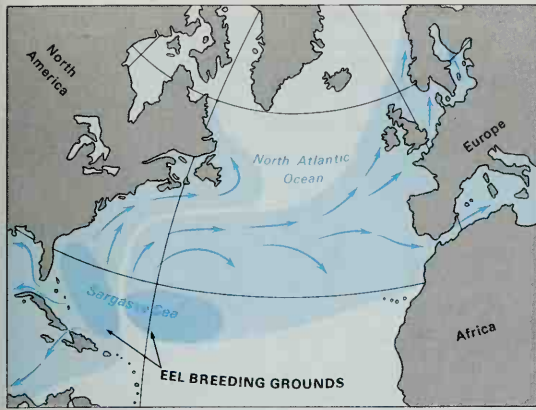 North
America
North Atlantic
Ocean
Europe
Sargasso Sea
Africa
EEL BREEDING GROUNDS